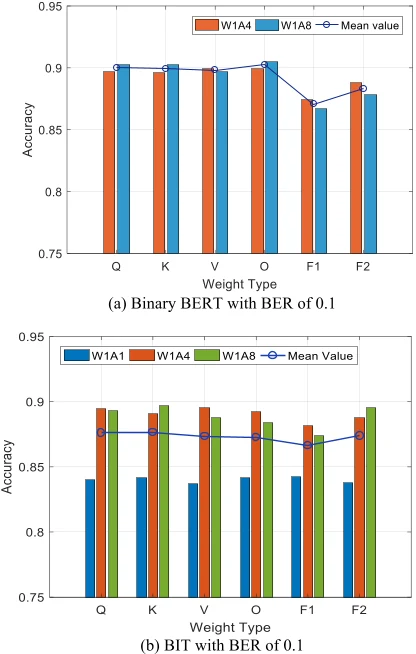 0.95
W1A4 W1A8 Mean value
0.9
0.85
0.8
0.75
Accuracy
Q K V O F1 F2
Weight Type
(a) Binary BERT with BER of 0.1
0.95
W1A1 W1A4 W1A8 Mean Value
0.9
0.85
0.8
0.75
Accuracy
Q K V O F1 F2
Weight Type
(b) BIT with BER of 0.1